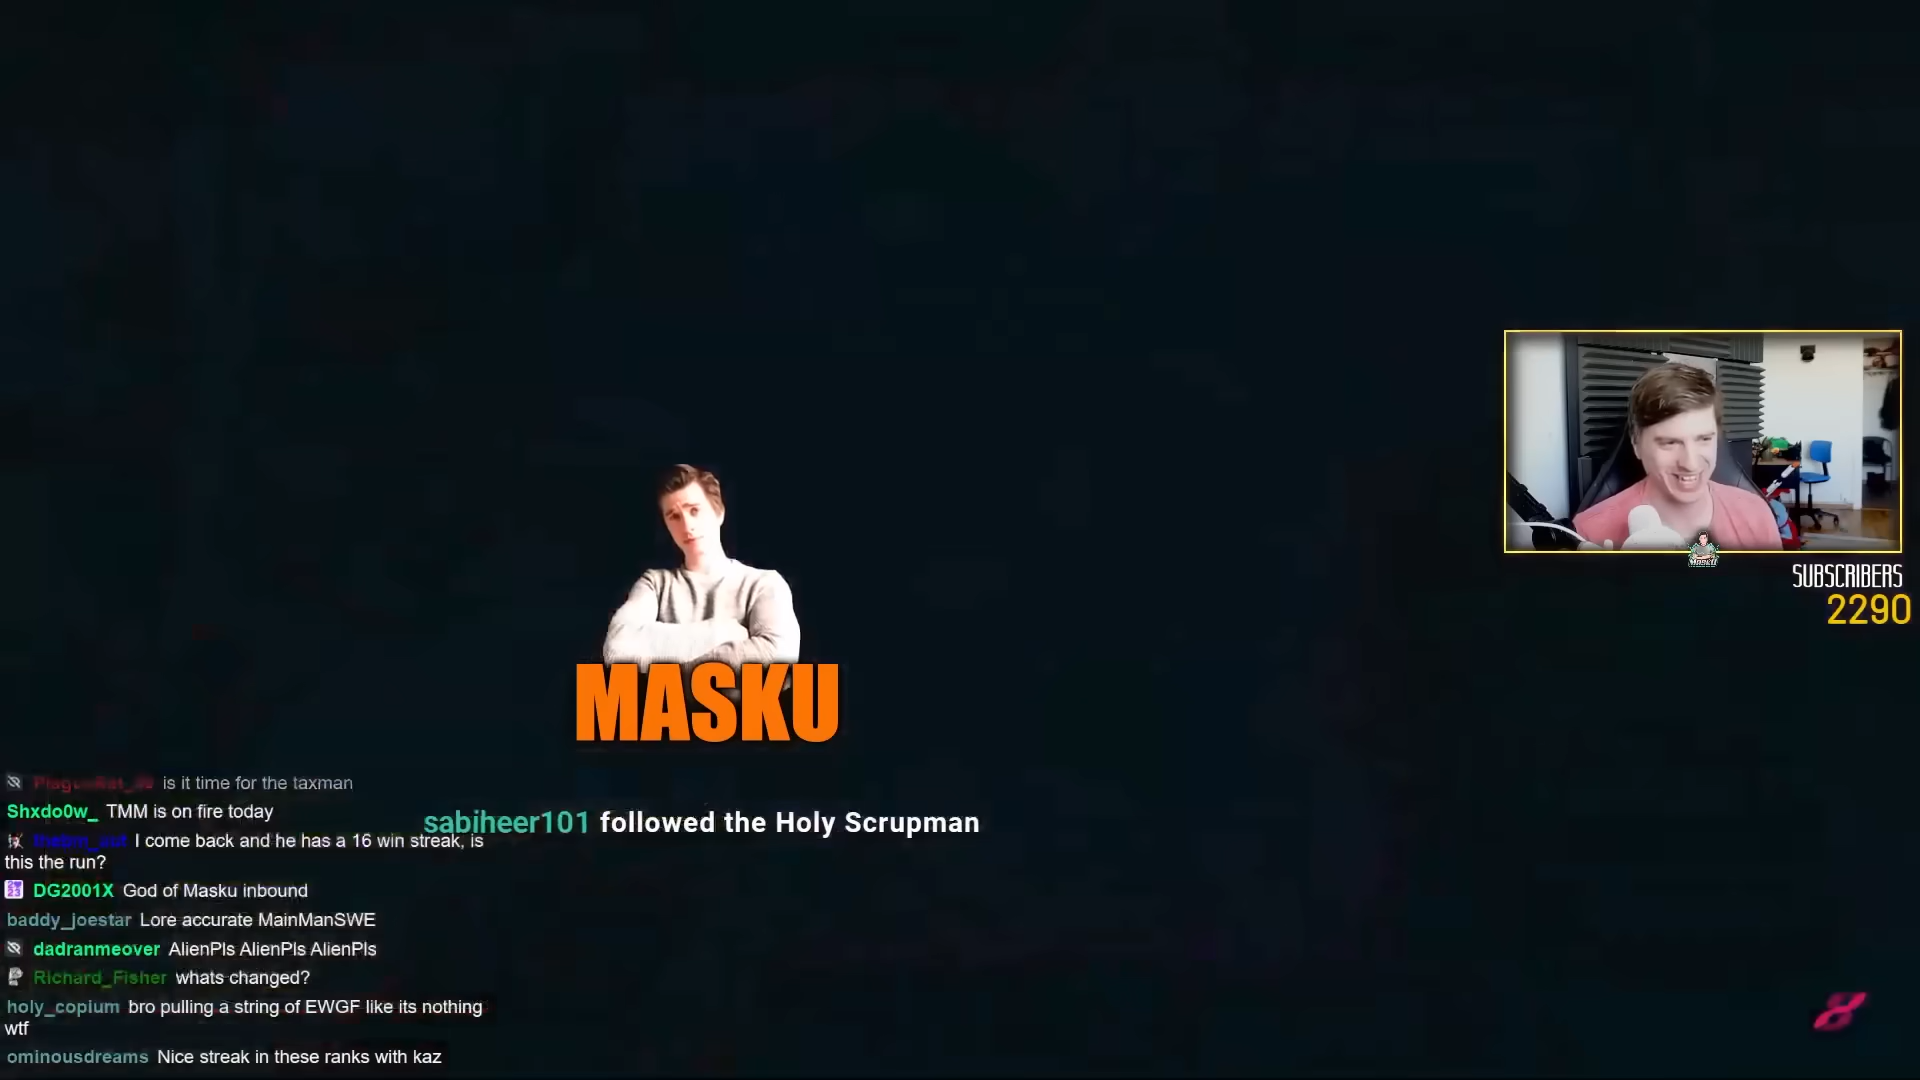 SUBSCRIBERS
2290
MASKU
sabiheer101 followed the Holy Scrupman
is it time for the taxman
Shxdo0w_ TMM is on fire today
I come back and he has a 16 win streak, is
this the run?
DG2001X God of Masku inbound
baddy_joestar Lore accurate MainManSWE
dadranmeover AlienPls AlienPls AlienPls
Richard_Fisher whats changed?
holy_copium bro pulling a string of EWGF like its nothing
wtf
ominousdreams Nice streak in these ranks with kaz
8